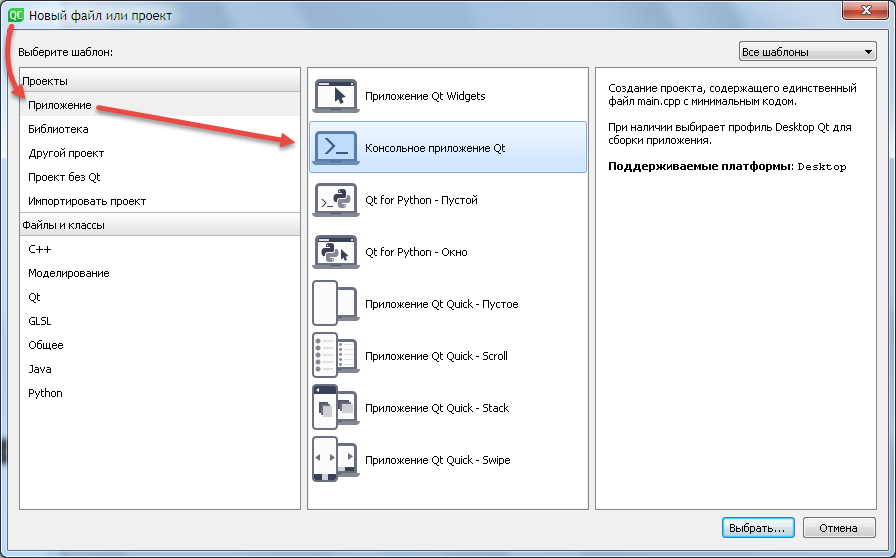 QC Новый файл или проект
Выберите шаблон:
Все шаблоны
Проекты
Приложение
Библиотека
Другой проект
Проект без Qt
Импортировать проект
Файлы и классы
C++
Моделирование
Qt
GLSL
Общее
Java
Python
Приложение Qt Widgets
Консольное приложение Qt
Qt for Python - Пустой
Qt for Python - Окно
Приложение Qt Quick - Пустое
Приложение Qt Quick - Scroll
Приложение Qt Quick - Stack
Приложение Qt Quick - Swipe
Создание проекта, содержащего единственный
файл main.cpp с минимальным кодом.
При наличии выбирает профиль Desktop Qt для
сборки приложения.
Поддерживаемые платформы: Desktop
Выбрать...
Отмена